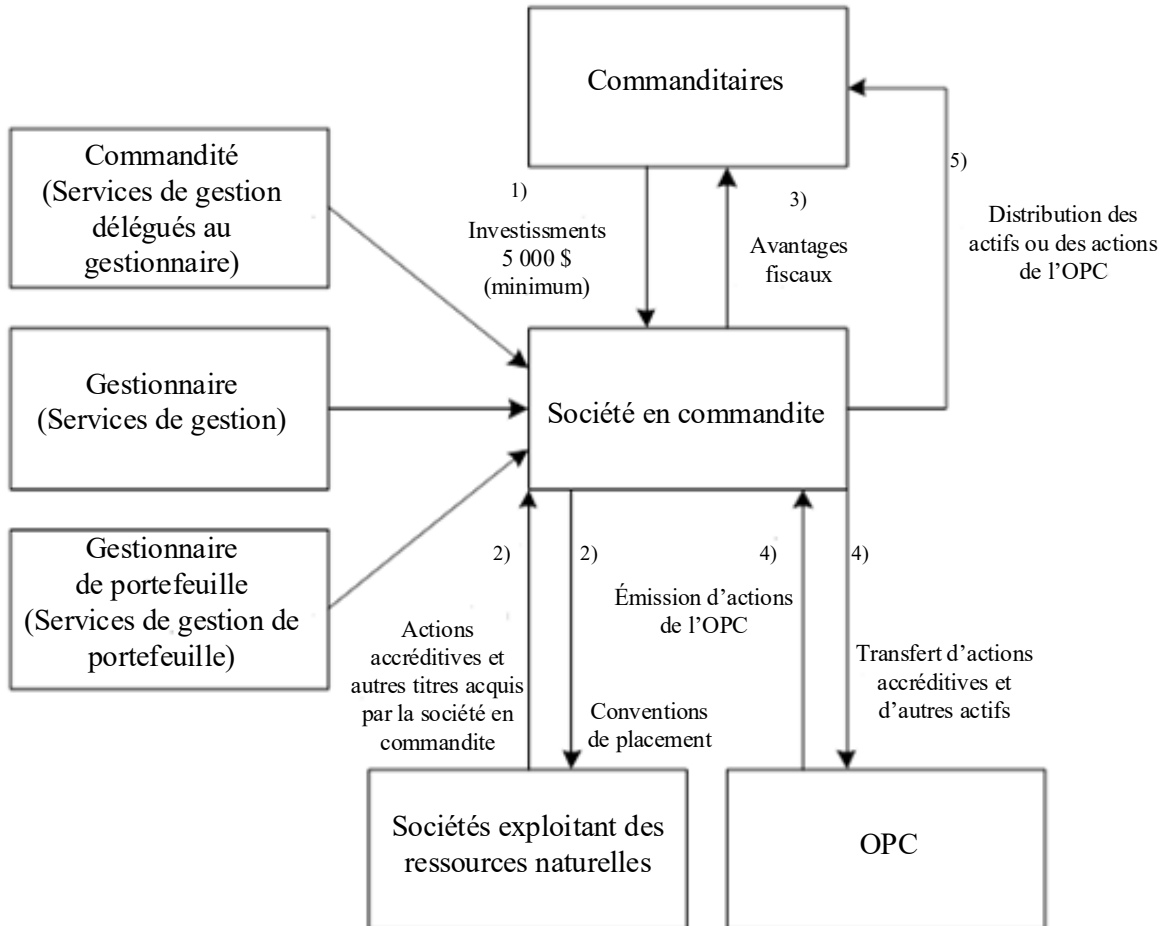 Commanditaires
Commandité
(Services de gestion
délégués au
gestionnaire)
1)
Investissments
5 000 $
(minimum)
3)
Avantages
fiscaux
5)
Distribution des
actifs ou des actions
de l’OPC
Gestionnaire
(Services de gestion)
Société en commandite
Gestionnaire
de portefeuille
(Services de gestion de
portefeuille)
2)
Actions
accréditives et
autres titres acquis
par la société en
commandite
2)
Conventions
de placement
4)
Émission d’actions
de l’OPC
4)
Transfert d’actions
accréditives et
d’autres actifs
Sociétés exploitant des
ressources naturelles
OPC